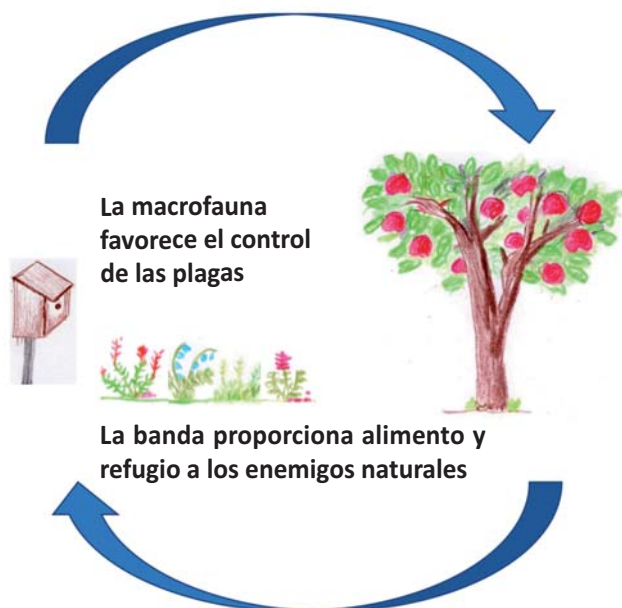 La macrofauna
favorece el control
de las plagas
La banda proporciona alimento y
refugio a los enemigos naturales